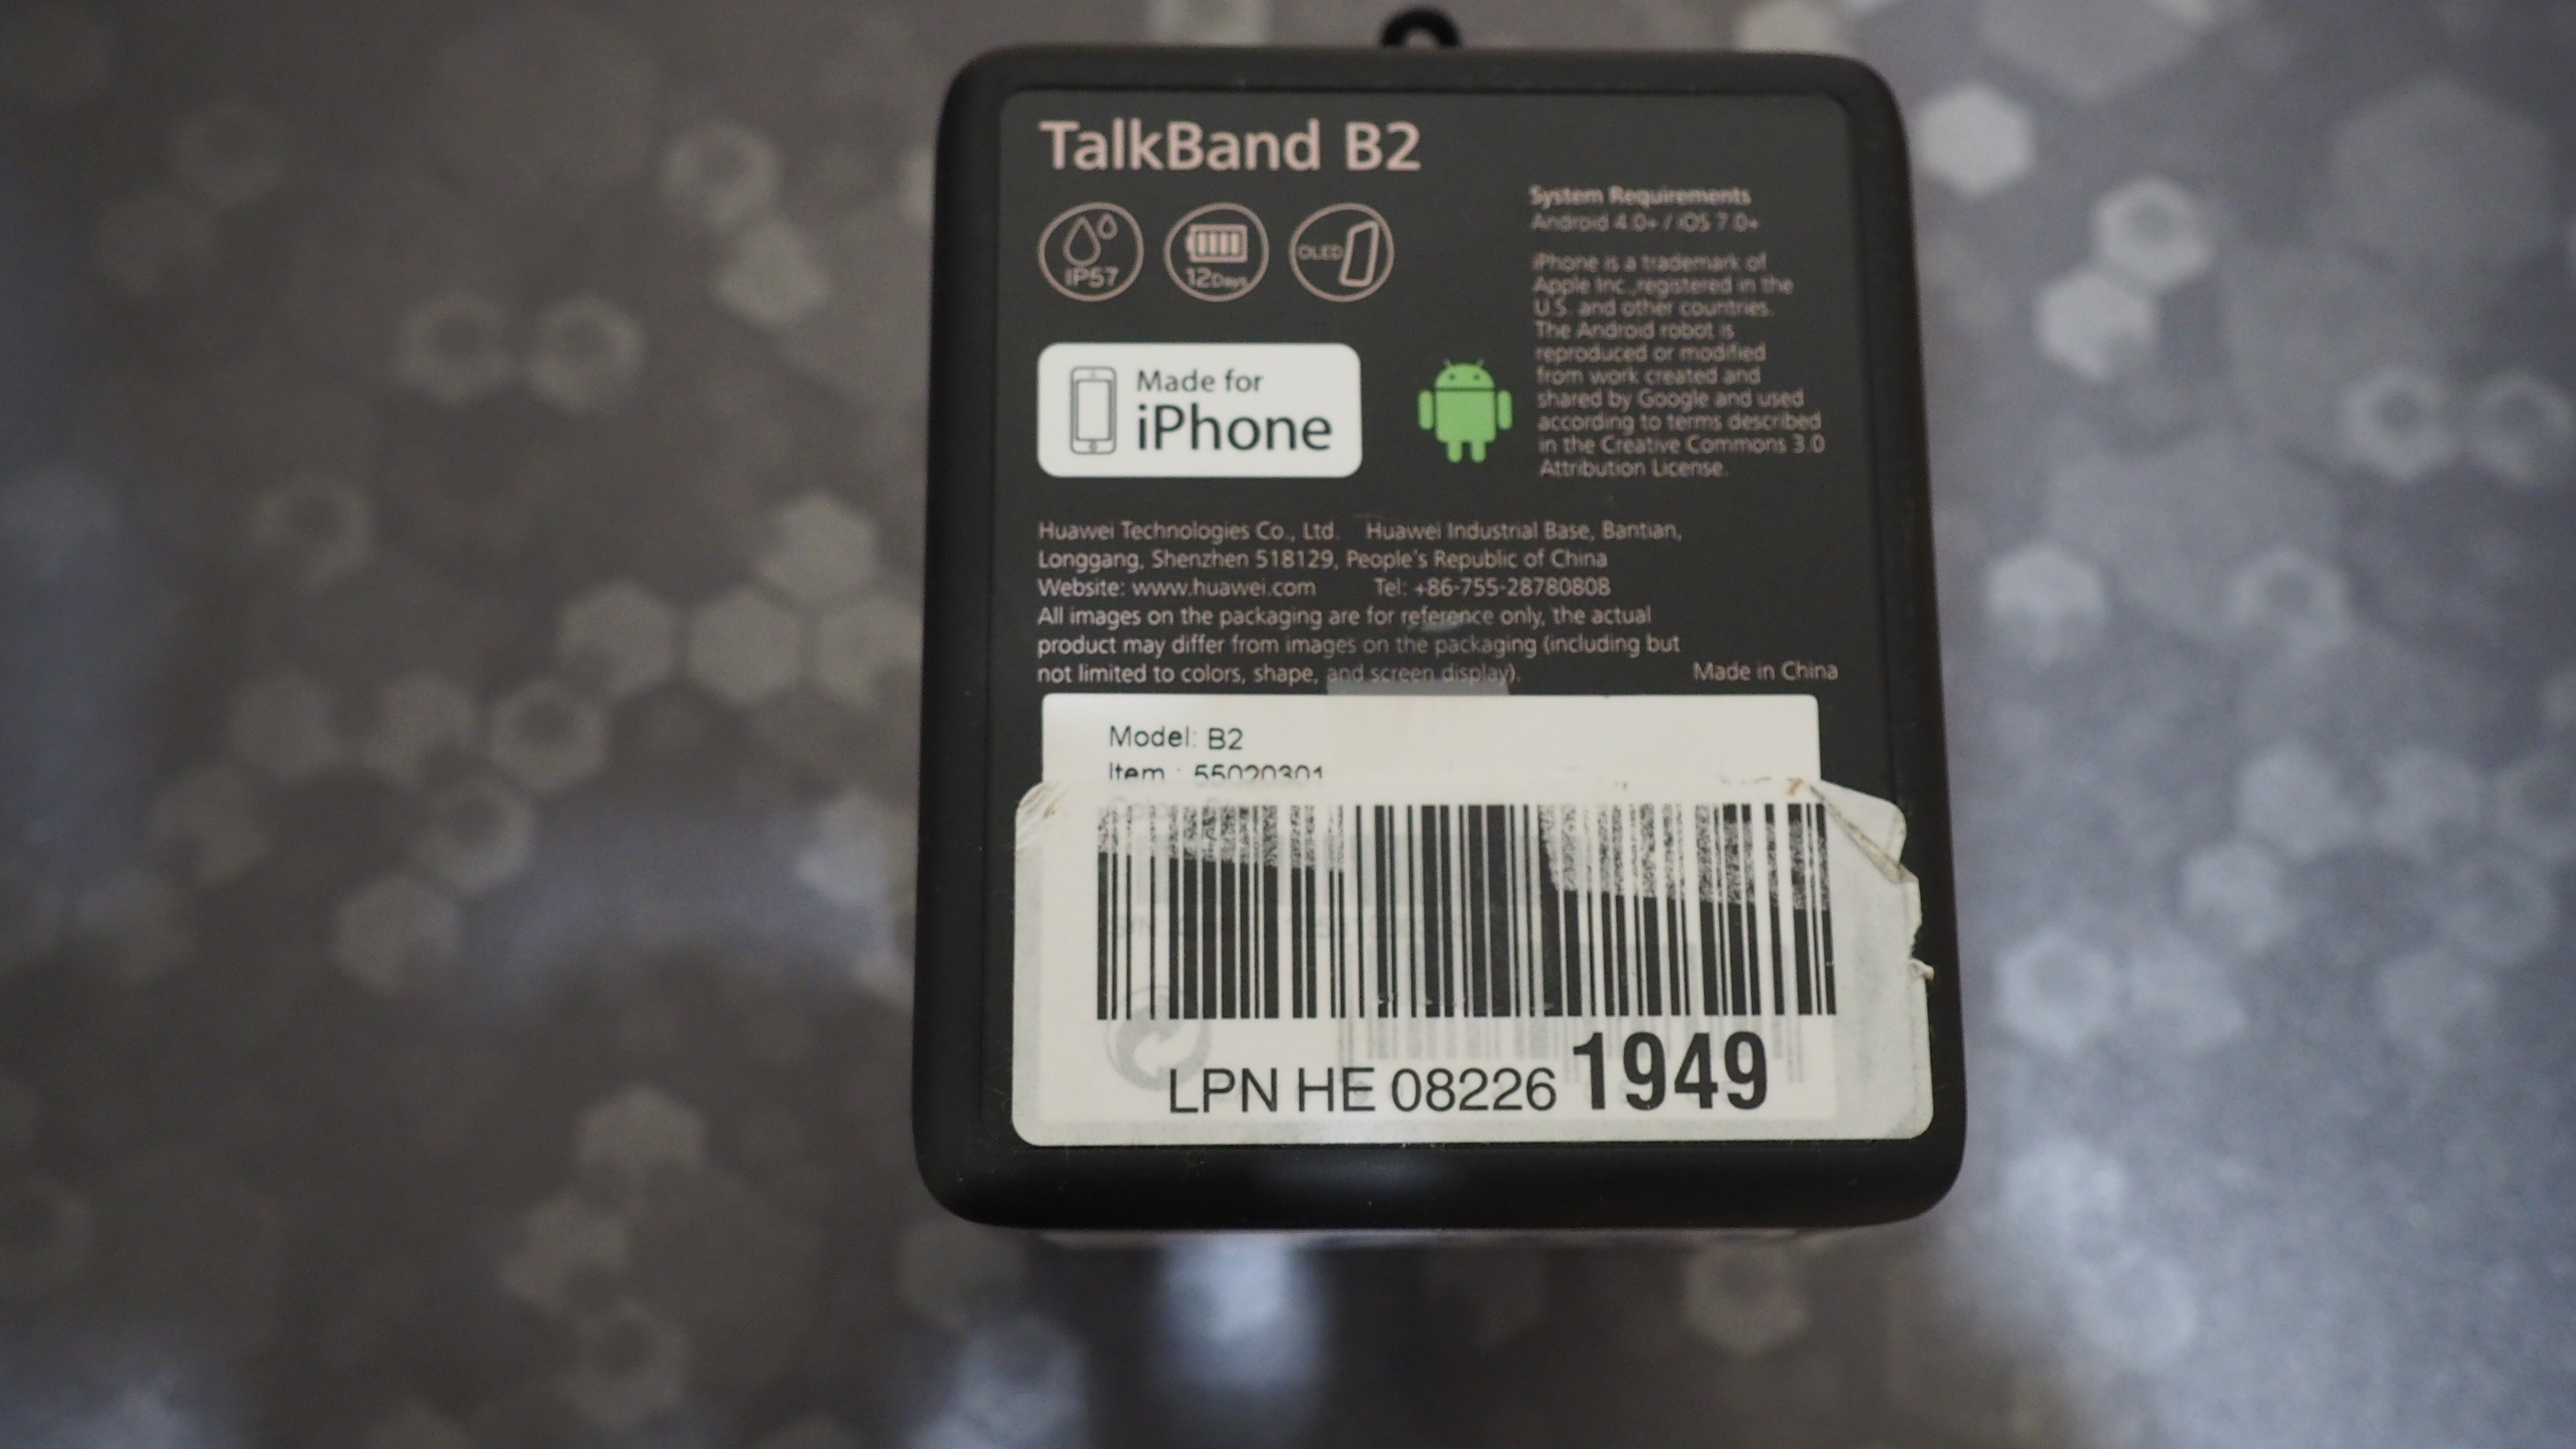 TalkBand B2
IP57
12Days
OLED
System Requirements
Android 4.0+ / iOS 7.0+
iPhone is a trademark of
Apple Inc.,registered in the
U.S. and other countries.
The Android robot is
reproduced or modified
from work created and
shared by Google and used
according to terms described
in the Creative Commons 3.0
Attribution License.
Made for
iPhone
Huawei Technologies Co., Ltd. Huawei Industrial Base, Bantian,
Longgang, Shenzhen 518129, People's Republic of China
Website: www.huawei.com Tel: +86-755-28780808
All images on the packaging are for reference only, the actual
product may differ from images on the packaging (including but
not limited to colors, shape, and screen display).
Made in China
Model: B2
Item : 55020301
LPN HE 08226 1949